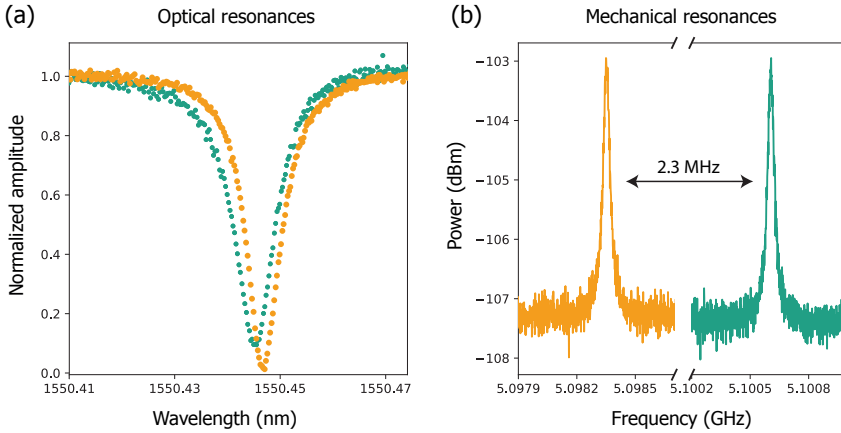 (a)
Optical resonances
1.0
0.8
0.6
0.4
0.2
0.0
Normalized amplitude
1550.41
1550.43
1550.45
1550.47
Wavelength (nm)
(b)
Mechanical resonances
−103
−104
−105
−106
−107
−108
Power (dBm)
2.3 MHz
5.0979
5.0982
5.0985
5.1002
5.1006
5.1008
Frequency (GHz)